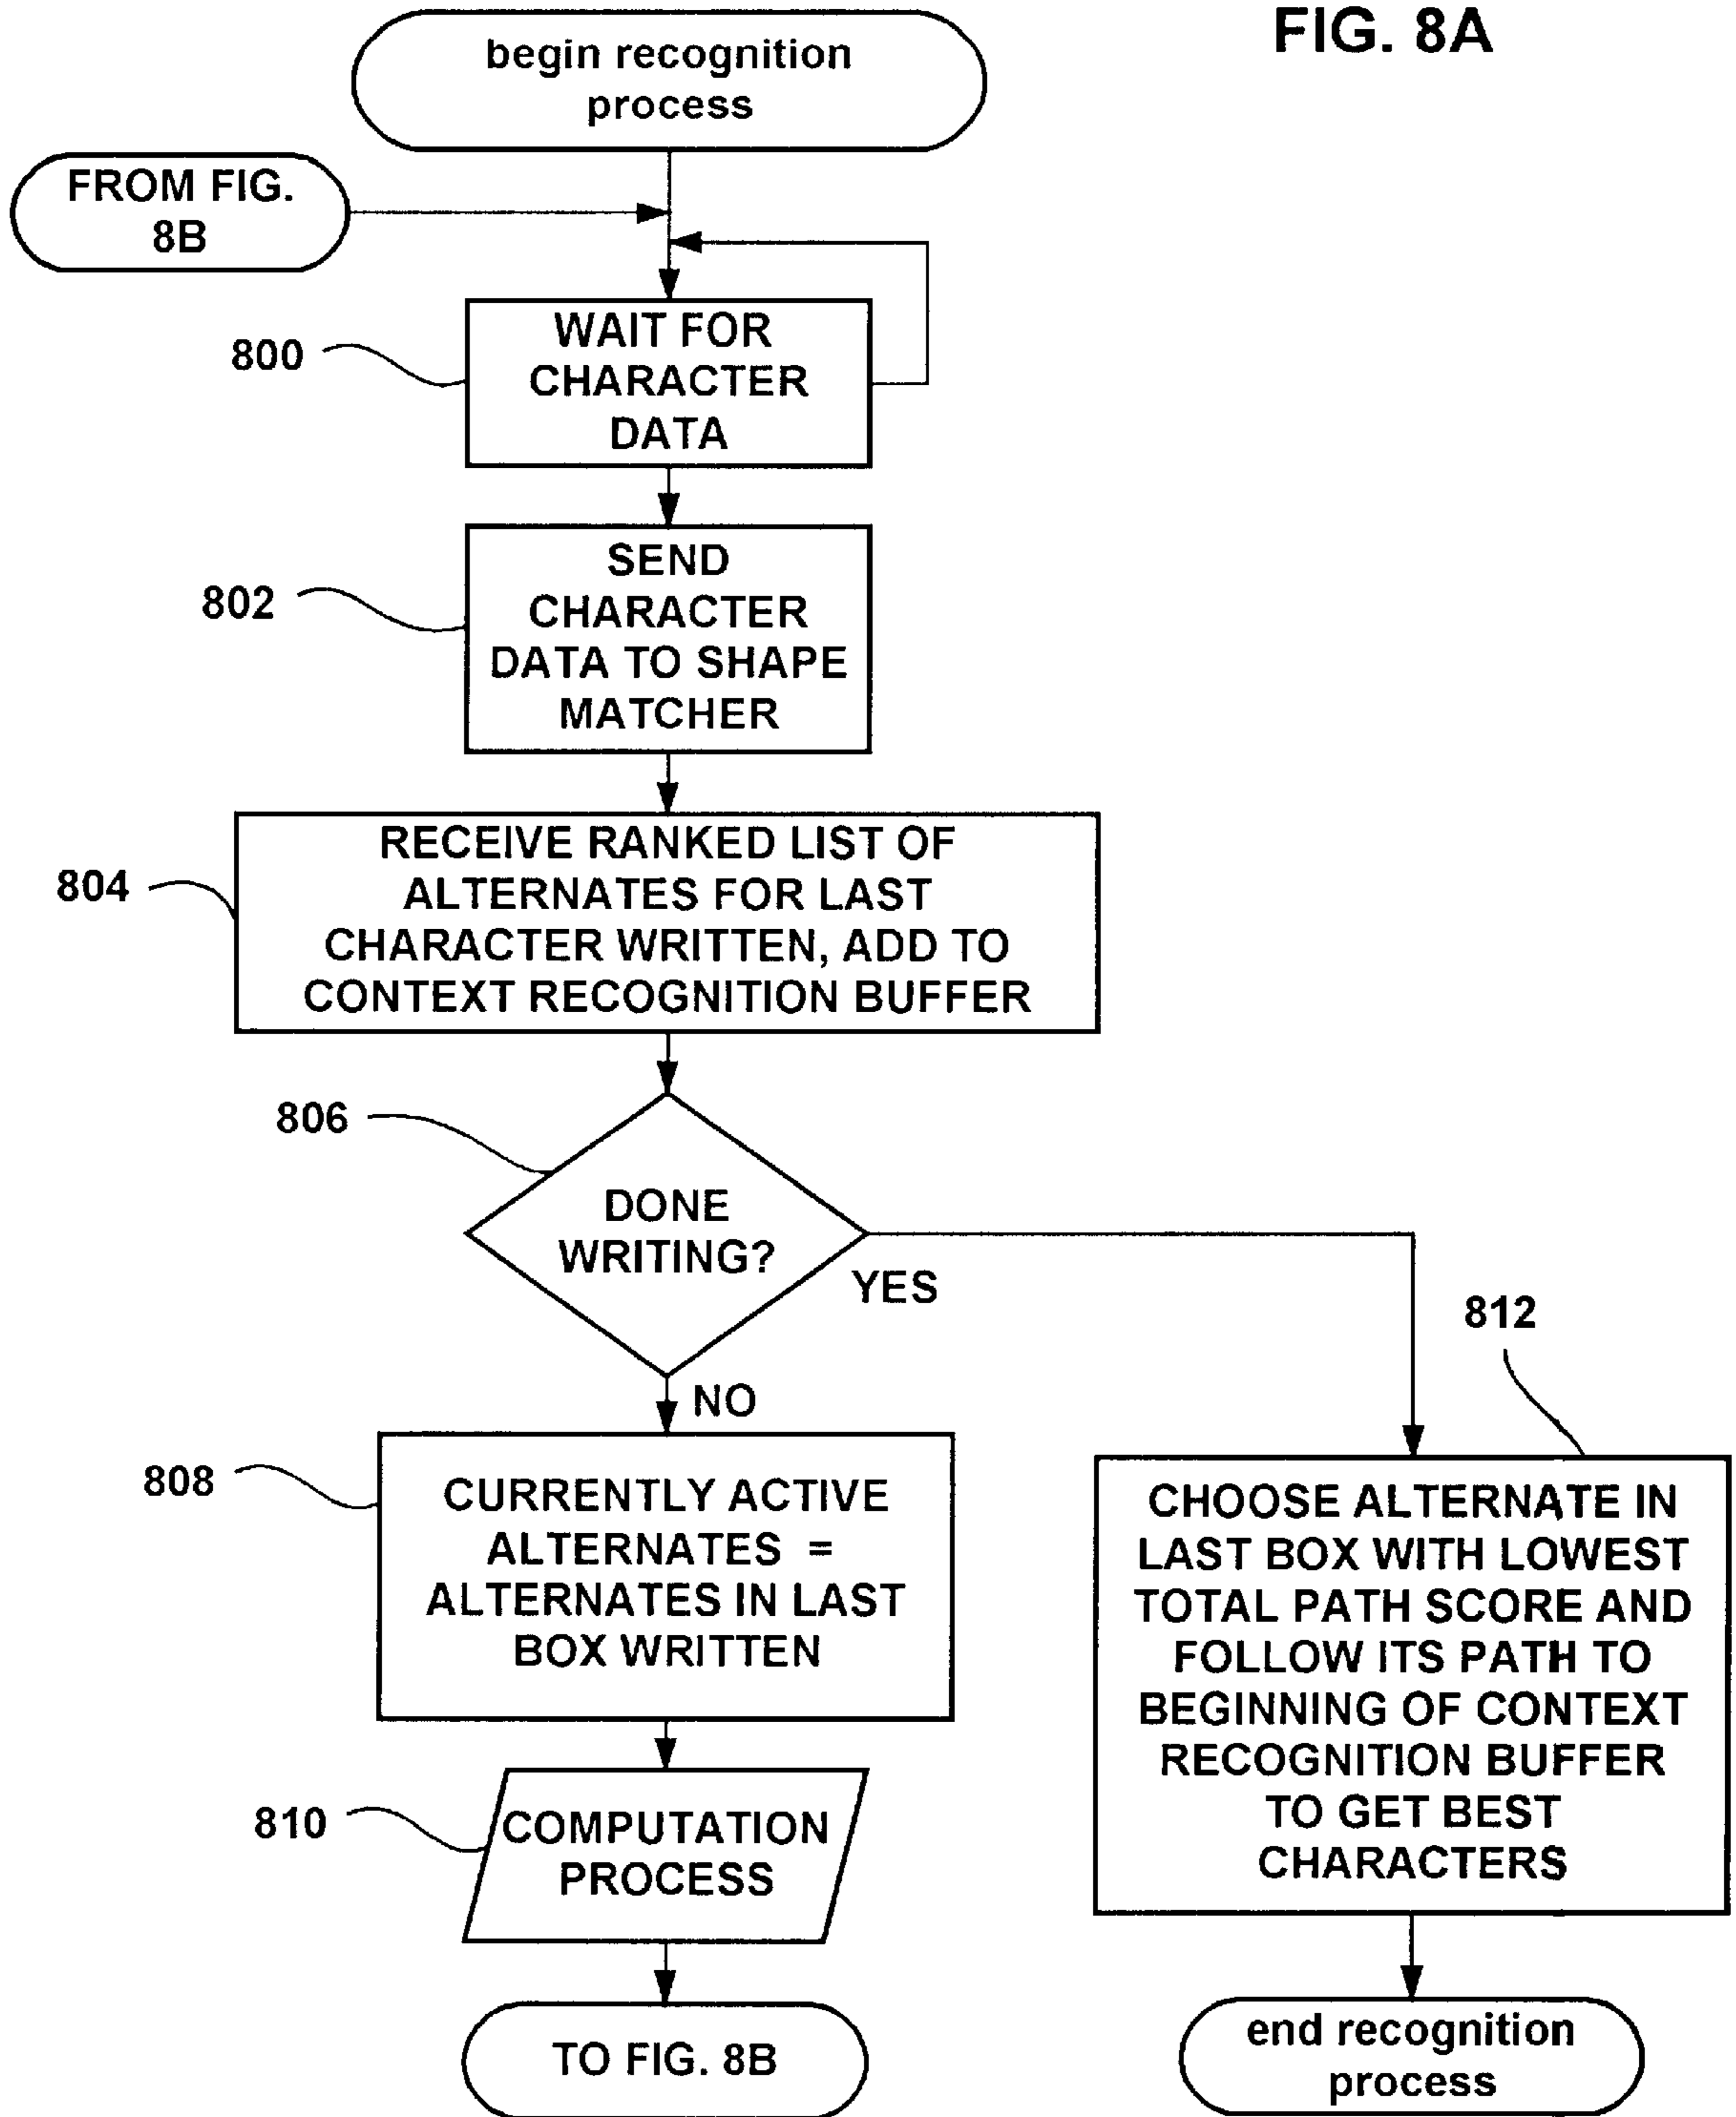 FIG. 8A
begin recognition
process
FROM FIG.
8B
800
WAIT FOR
CHARACTER
DATA
802
SEND
CHARACTER
DATA TO SHAPE
MATCHER
804
RECEIVE RANKED LIST OF
ALTERNATES FOR LAST
CHARACTER WRITTEN, ADD TO
CONTEXT RECOGNITION BUFFER
806
DONE
WRITING?
YES
NO
808
CURRENTLY ACTIVE
ALTERNATES =
ALTERNATES IN LAST
BOX WRITTEN
810
COMPUTATION
PROCESS
TO FIG. 8B
812
CHOOSE ALTERNATE IN
LAST BOX WITH LOWEST
TOTAL PATH SCORE AND
FOLLOW ITS PATH TO
BEGINNING OF CONTEXT
RECOGNITION BUFFER
TO GET BEST
CHARACTERS
end recognition
process